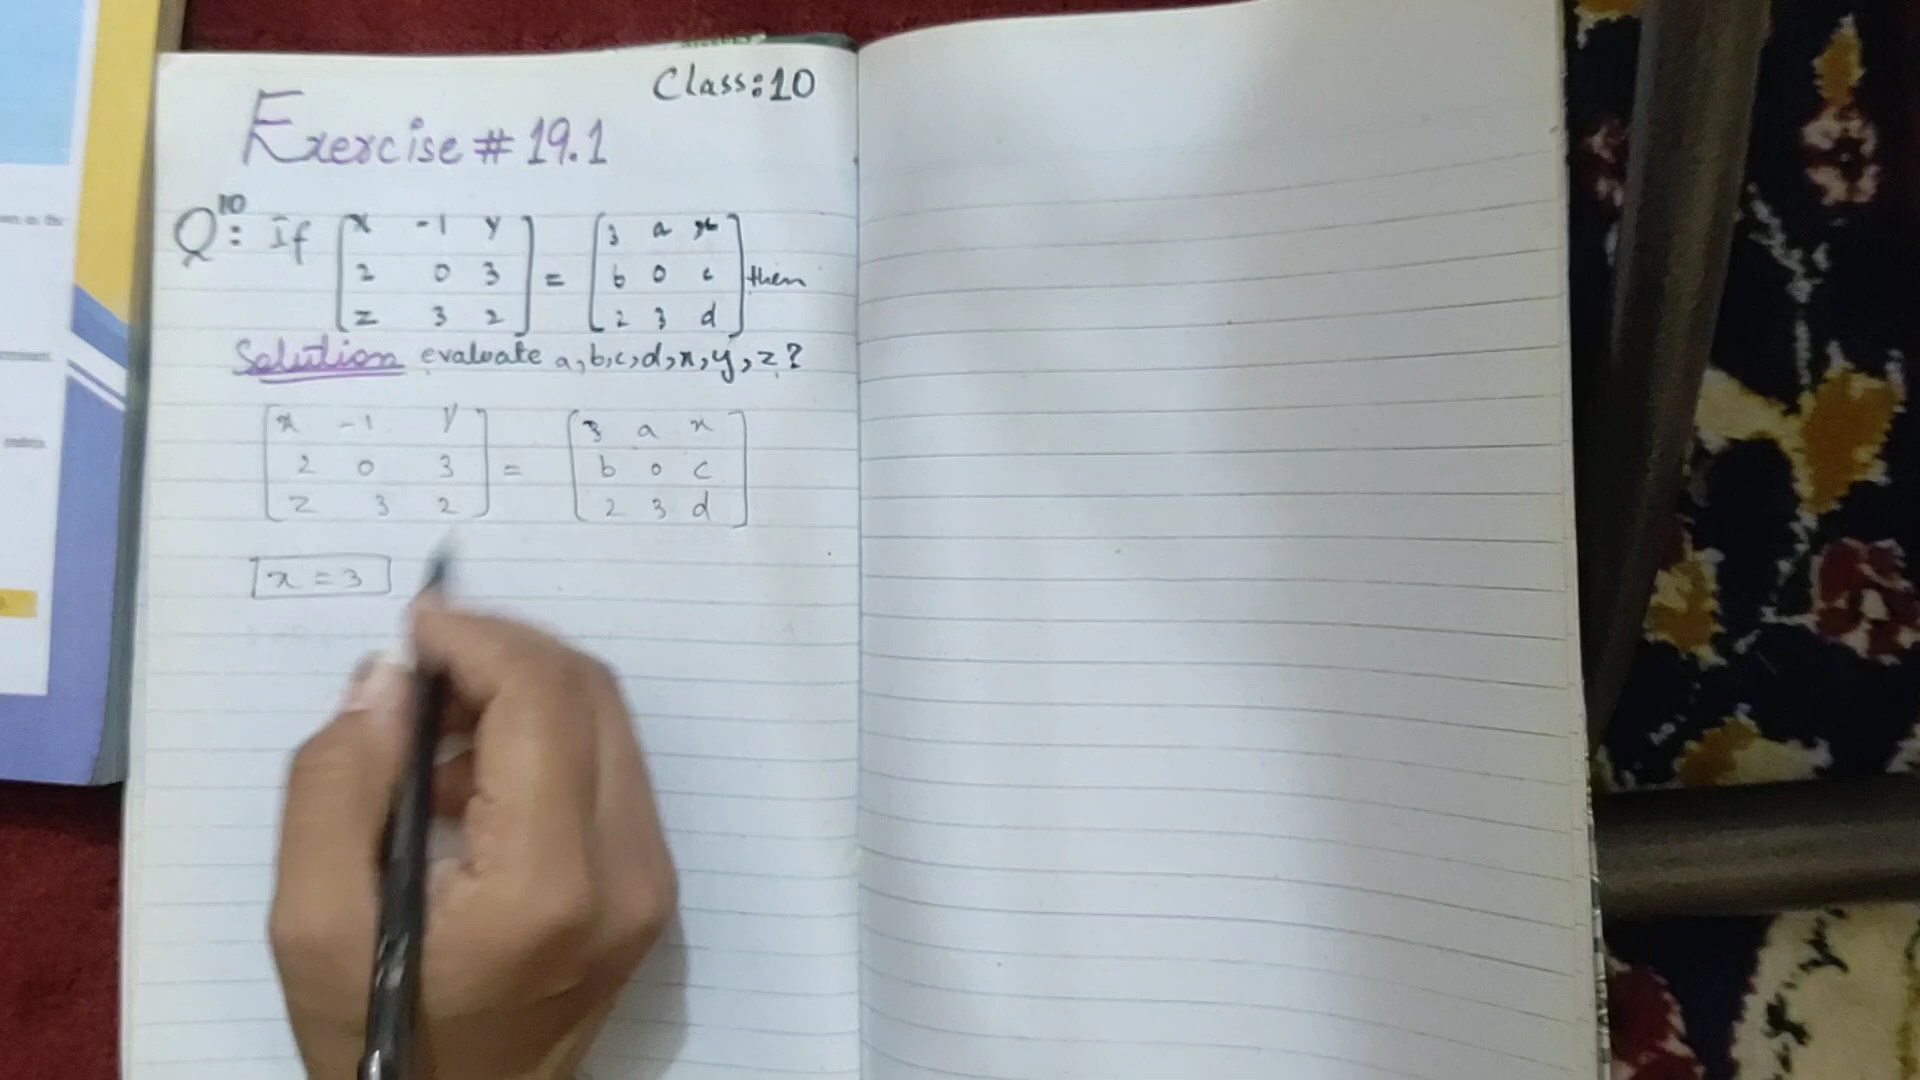 Class:10
Exercise # 19.1
Q10: If [x -1 y = [3 a x
2 0 3 b 0 c then
z 3 2] 2 3 d]
Solution evaluate a,b,c,d,x,y,z?
[x -1 y = [3 a x
2 0 3 b 0 c
z 3 2] 2 3 d]
x = 3